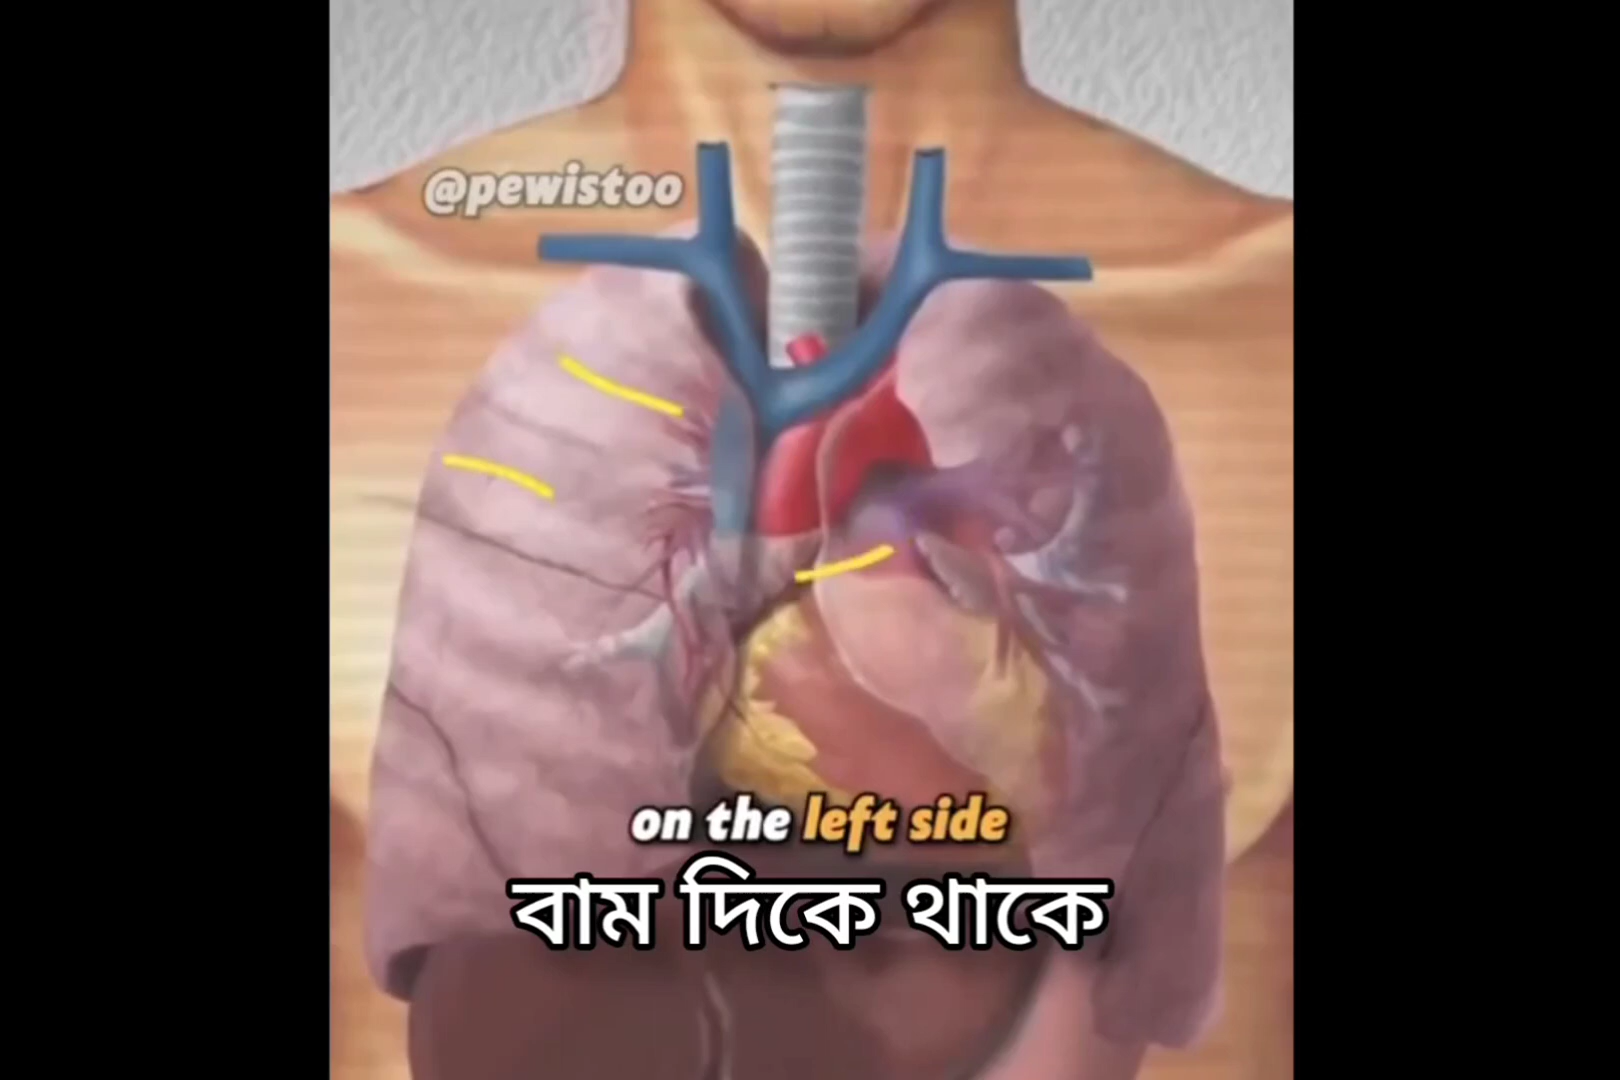 @pewistoo
on the left side
বাম দিকে থাকে